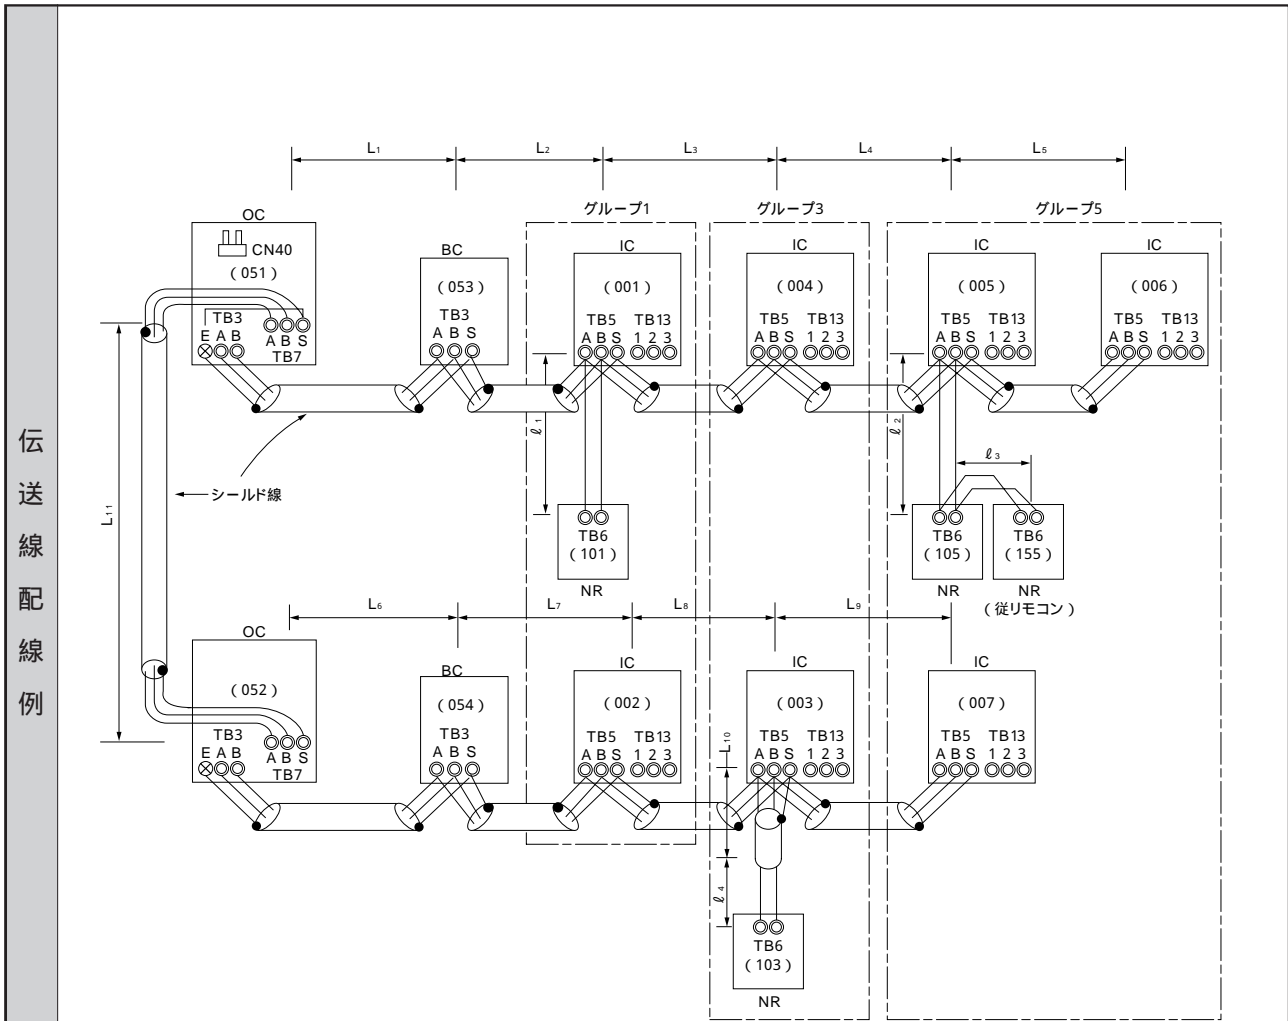 伝送線配線例
L₁ L₂ L₃ L₄ L₅
グループ1 グループ3 グループ5
OC
CN40
(051)
TB3
E A B
A B S
TB7
BC
(053)
TB3
A B S
IC
(001)
TB5 TB13
A B S 1 2 3
IC
(004)
TB5 TB13
A B S 1 2 3
IC
(005)
TB5 TB13
A B S 1 2 3
IC
(006)
TB5 TB13
A B S 1 2 3
L₁₁
シールド線
ℓ₁
TB6
(101)
NR
ℓ₂
ℓ₃
TB6
(105)
NR
TB6
(155)
NR
(従リモコン)
L₆ L₇ L₈ L₉
OC
(052)
TB3
E A B
A B S
TB7
BC
(054)
TB3
A B S
IC
(002)
TB5 TB13
A B S 1 2 3
IC
(003)
TB5 TB13
A B S 1 2 3
IC
(007)
TB5 TB13
A B S 1 2 3
L₁₀
ℓ₄
TB6
(103)
NR